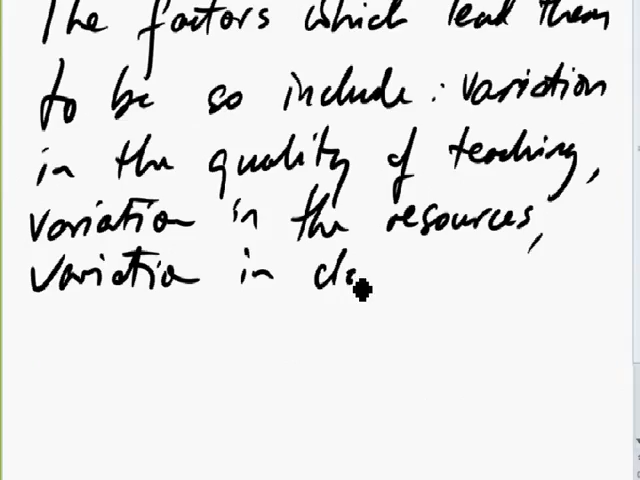 The factors which lead them
to be so include: variation
in the quality of teaching,
variation in the resources,
variation in